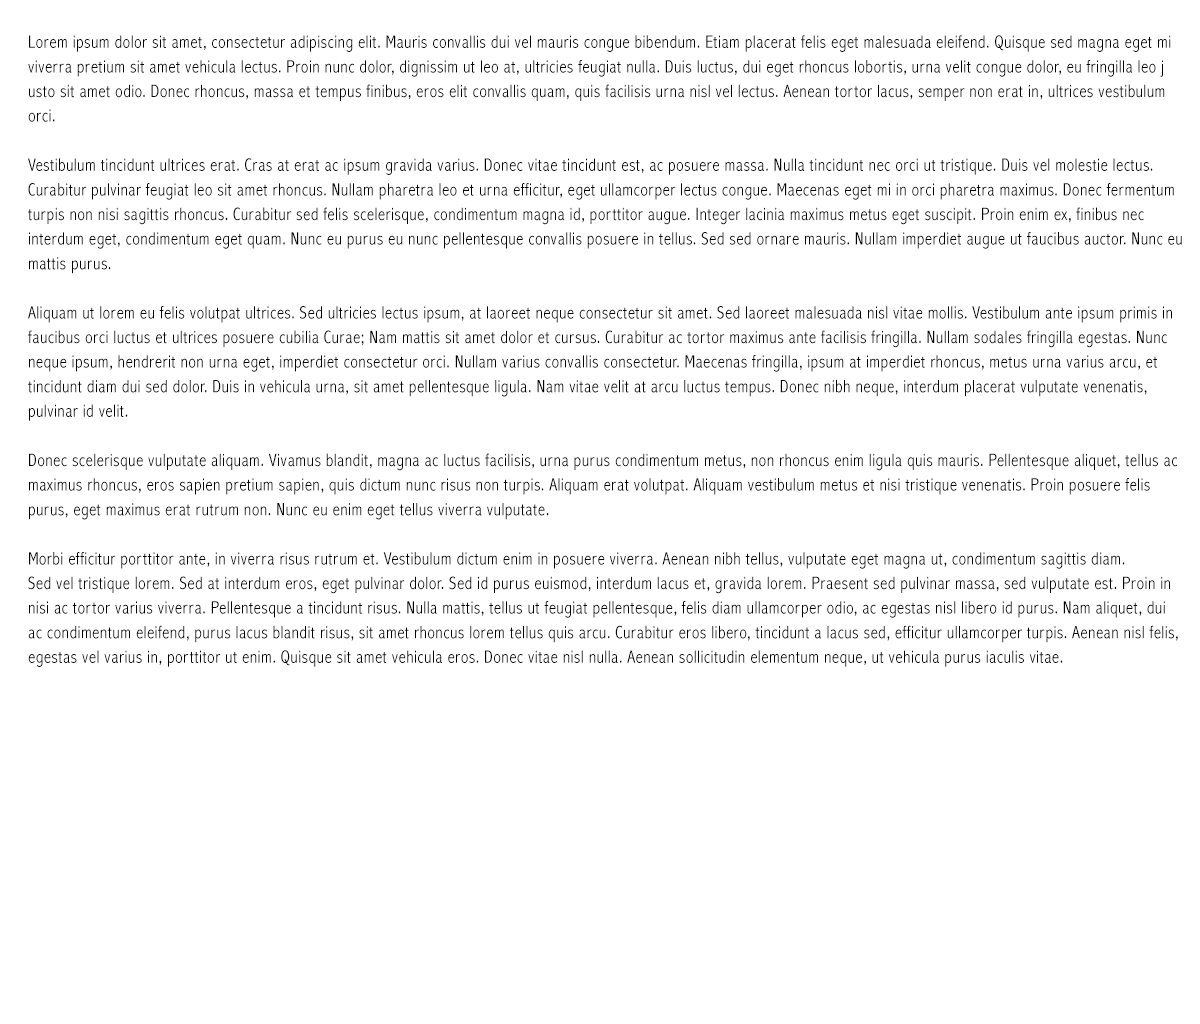 Lorem ipsum dolor sit amet, consectetur adipiscing elit. Mauris convallis dui vel mauris congue bibendum. Etiam placerat felis eget malesuada eleifend. Quisque sed magna eget mi
viverra pretium sit amet vehicula lectus. Proin nunc dolor, dignissim ut leo at, ultricies feugiat nulla. Duis luctus, dui eget rhoncus lobortis, urna velit congue dolor, eu fringilla leo j
usto sit amet odio. Donec rhoncus, massa et tempus finibus, eros elit convallis quam, quis facilisis urna nisl vel lectus. Aenean tortor lacus, semper non erat in, ultrices vestibulum
orci.
Vestibulum tincidunt ultrices erat. Cras at erat ac ipsum gravida varius. Donec vitae tincidunt est, ac posuere massa. Nulla tincidunt nec orci ut tristique. Duis vel molestie lectus.
Curabitur pulvinar feugiat leo sit amet rhoncus. Nullam pharetra leo et urna efficitur, eget ullamcorper lectus congue. Maecenas eget mi in orci pharetra maximus. Donec fermentum
turpis non nisi sagittis rhoncus. Curabitur sed felis scelerisque, condimentum magna id, porttitor augue. Integer lacinia maximus metus eget suscipit. Proin enim ex, finibus nec
interdum eget, condimentum eget quam. Nunc eu purus eu nunc pellentesque convallis posuere in tellus. Sed sed ornare mauris. Nullam imperdiet augue ut faucibus auctor. Nunc eu
mattis purus.
Aliquam ut lorem eu felis volutpat ultrices. Sed ultricies lectus ipsum, at laoreet neque consectetur sit amet. Sed laoreet malesuada nisl vitae mollis. Vestibulum ante ipsum primis in
faucibus orci luctus et ultrices posuere cubilia Curae; Nam mattis sit amet dolor et cursus. Curabitur ac tortor maximus ante facilisis fringilla. Nullam sodales fringilla egestas. Nunc
neque ipsum, hendrerit non urna eget, imperdiet consectetur orci. Nullam varius convallis consectetur. Maecenas fringilla, ipsum at imperdiet rhoncus, metus urna varius arcu, et
tincidunt diam dui sed dolor. Duis in vehicula urna, sit amet pellentesque ligula. Nam vitae velit at arcu luctus tempus. Donec nibh neque, interdum placerat vulputate venenatis,
pulvinar id velit.
Donec scelerisque vulputate aliquam. Vivamus blandit, magna ac luctus facilisis, urna purus condimentum metus, non rhoncus enim ligula quis mauris. Pellentesque aliquet, tellus ac
maximus rhoncus, eros sapien pretium sapien, quis dictum nunc risus non turpis. Aliquam erat volutpat. Aliquam vestibulum metus et nisi tristique venenatis. Proin posuere felis
purus, eget maximus erat rutrum non. Nunc eu enim eget tellus viverra vulputate.
Morbi efficitur porttitor ante, in viverra risus rutrum et. Vestibulum dictum enim in posuere viverra. Aenean nibh tellus, vulputate eget magna ut, condimentum sagittis diam.
Sed vel tristique lorem. Sed at interdum eros, eget pulvinar dolor. Sed id purus euismod, interdum lacus et, gravida lorem. Praesent sed pulvinar massa, sed vulputate est. Proin in
nisi ac tortor varius viverra. Pellentesque a tincidunt risus. Nulla mattis, tellus ut feugiat pellentesque, felis diam ullamcorper odio, ac egestas nisl libero id purus. Nam aliquet, dui
ac condimentum eleifend, purus lacus blandit risus, sit amet rhoncus lorem tellus quis arcu. Curabitur eros libero, tincidunt a lacus sed, efficitur ullamcorper turpis. Aenean nisl felis,
egestas vel varius in, porttitor ut enim. Quisque sit amet vehicula eros. Donec vitae nisl nulla. Aenean sollicitudin elementum neque, ut vehicula purus iaculis vitae.